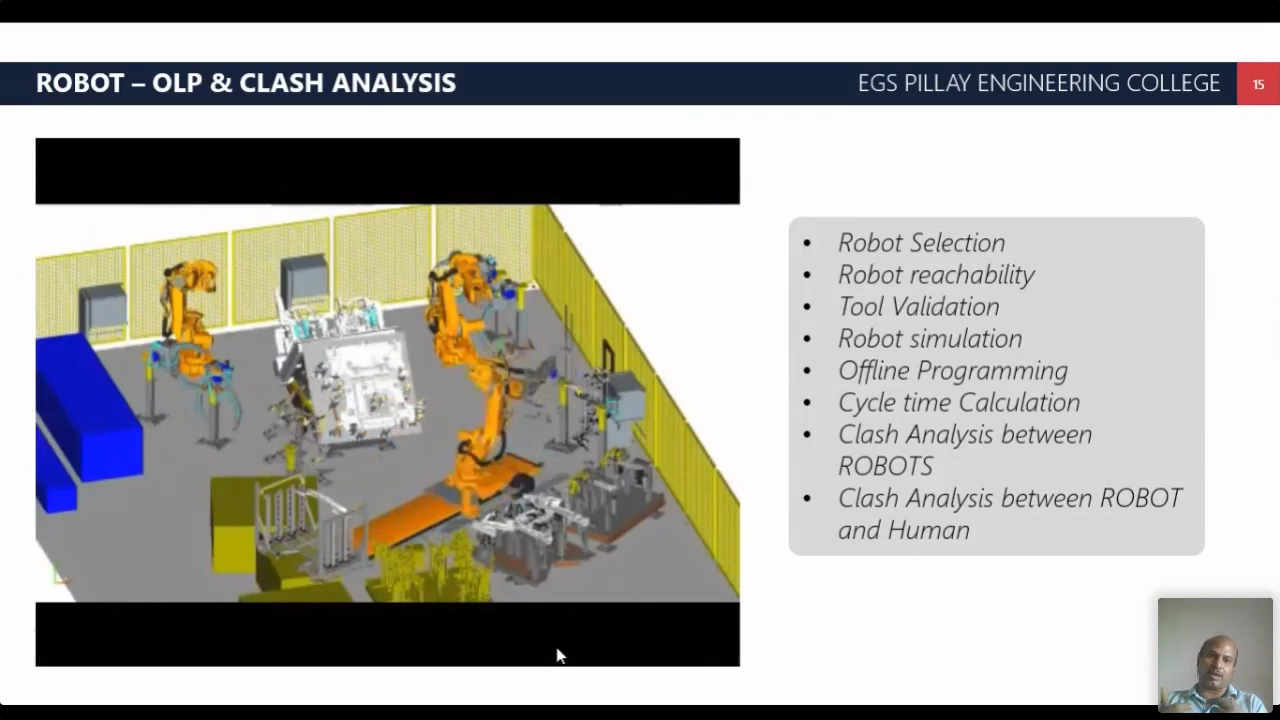 ROBOT – OLP & CLASH ANALYSIS
EGS PILLAY ENGINEERING COLLEGE
15
• Robot Selection
• Robot reachability
• Tool Validation
• Robot simulation
• Offline Programming
• Cycle time Calculation
• Clash Analysis between
ROBOTS
• Clash Analysis between ROBOT
and Human